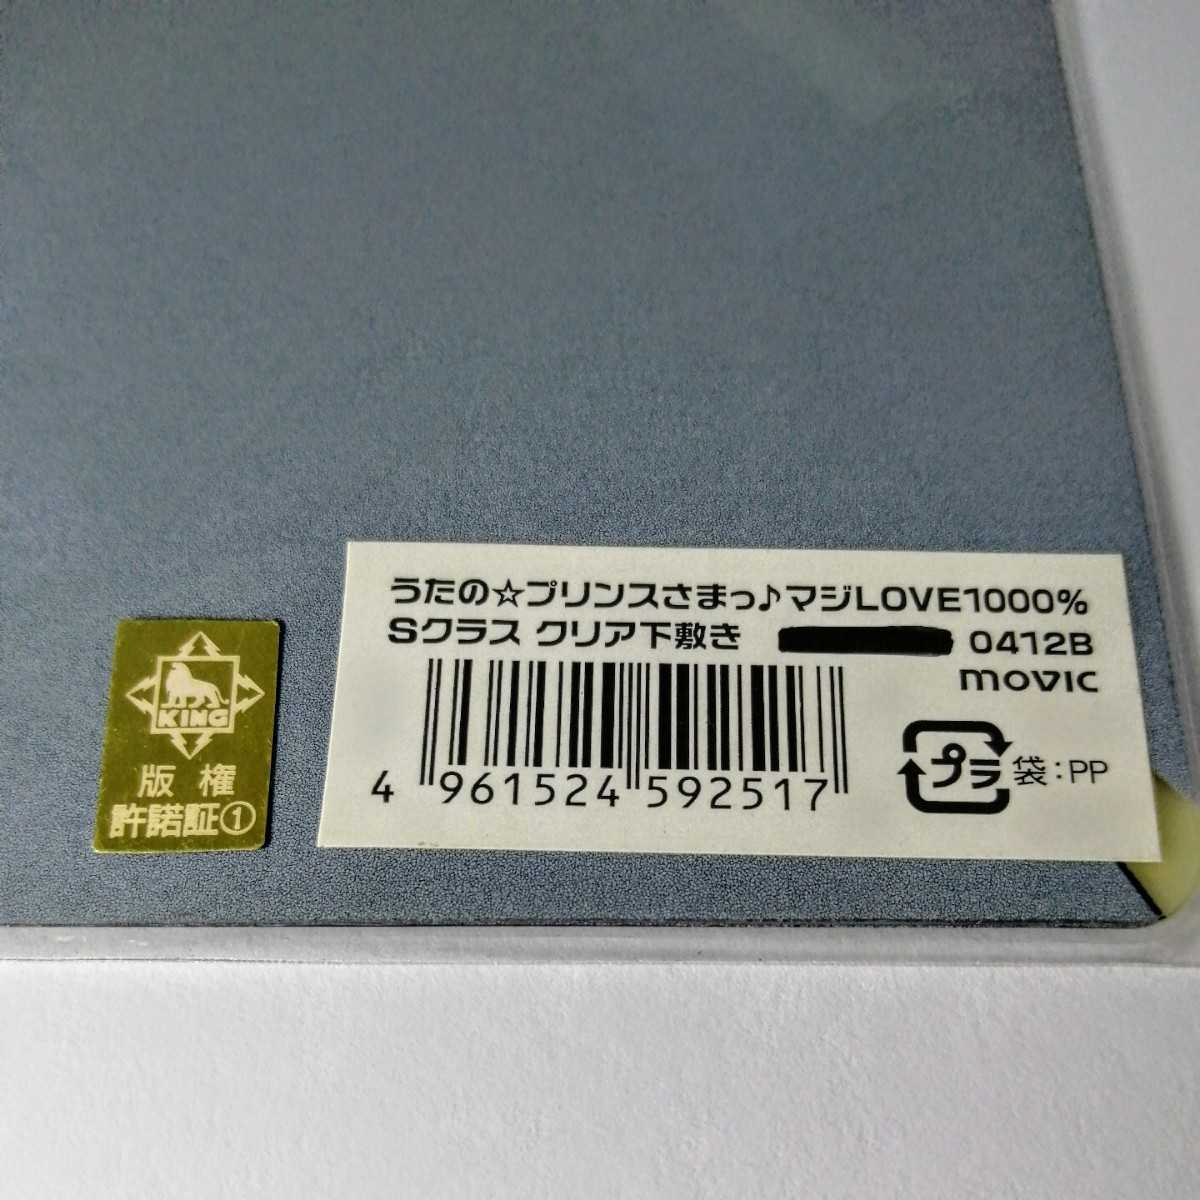 うたの☆プリンスさまっ♪マジLOVE1000%
Sクラス クリア下敷き 0412B
movic
4 961524 592517
プラ 袋:PP
KING
版権
許諾証①